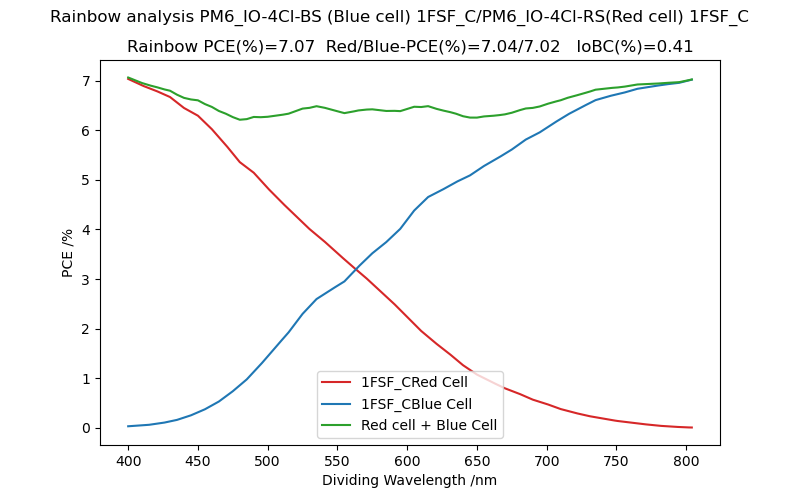 Rainbow analysis PM6_IO-4Cl-BS (Blue cell) 1FSF_C/PM6_IO-4Cl-RS(Red cell) 1FSF_C
Rainbow PCE(%)=7.07  Red/Blue-PCE(%)=7.04/7.02   IoBC(%)=0.41
PCE /%
7
6
5
4
3
2
1
0
1FSF_CRed Cell
1FSF_CBlue Cell
Red cell + Blue Cell
400 450 500 550 600 650 700 750 800
Dividing Wavelength /nm